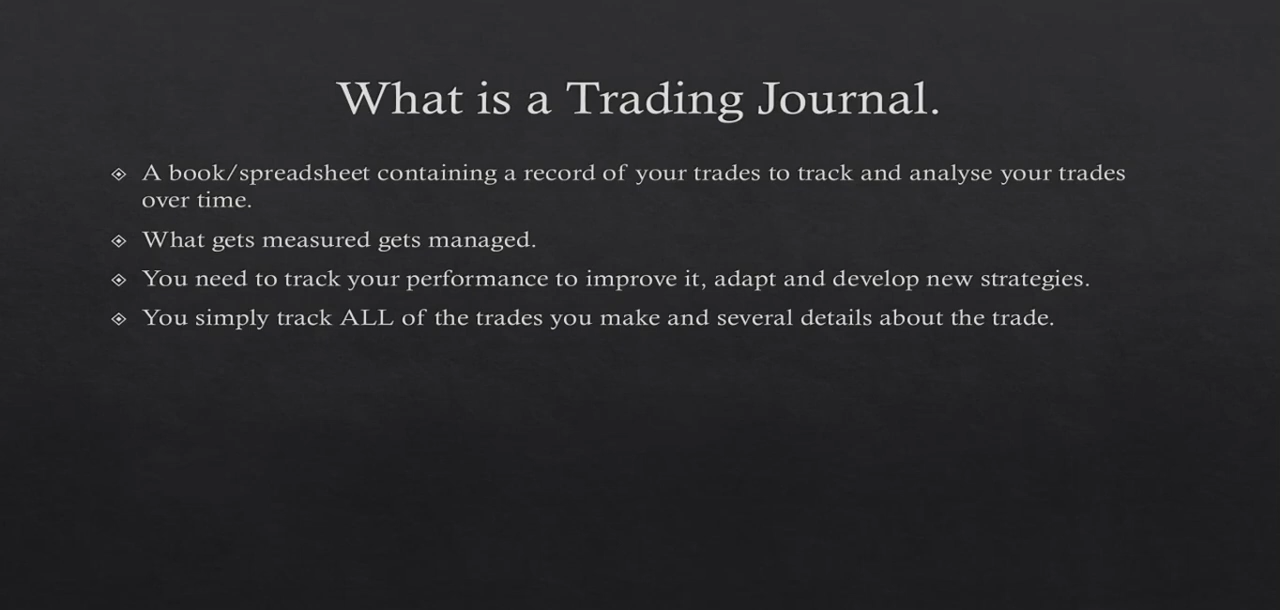 What is a Trading Journal.
A book/spreadsheet containing a record of your trades to track and analyse your trades
over time.
What gets measured gets managed.
You need to track your performance to improve it, adapt and develop new strategies.
You simply track ALL of the trades you make and several details about the trade.